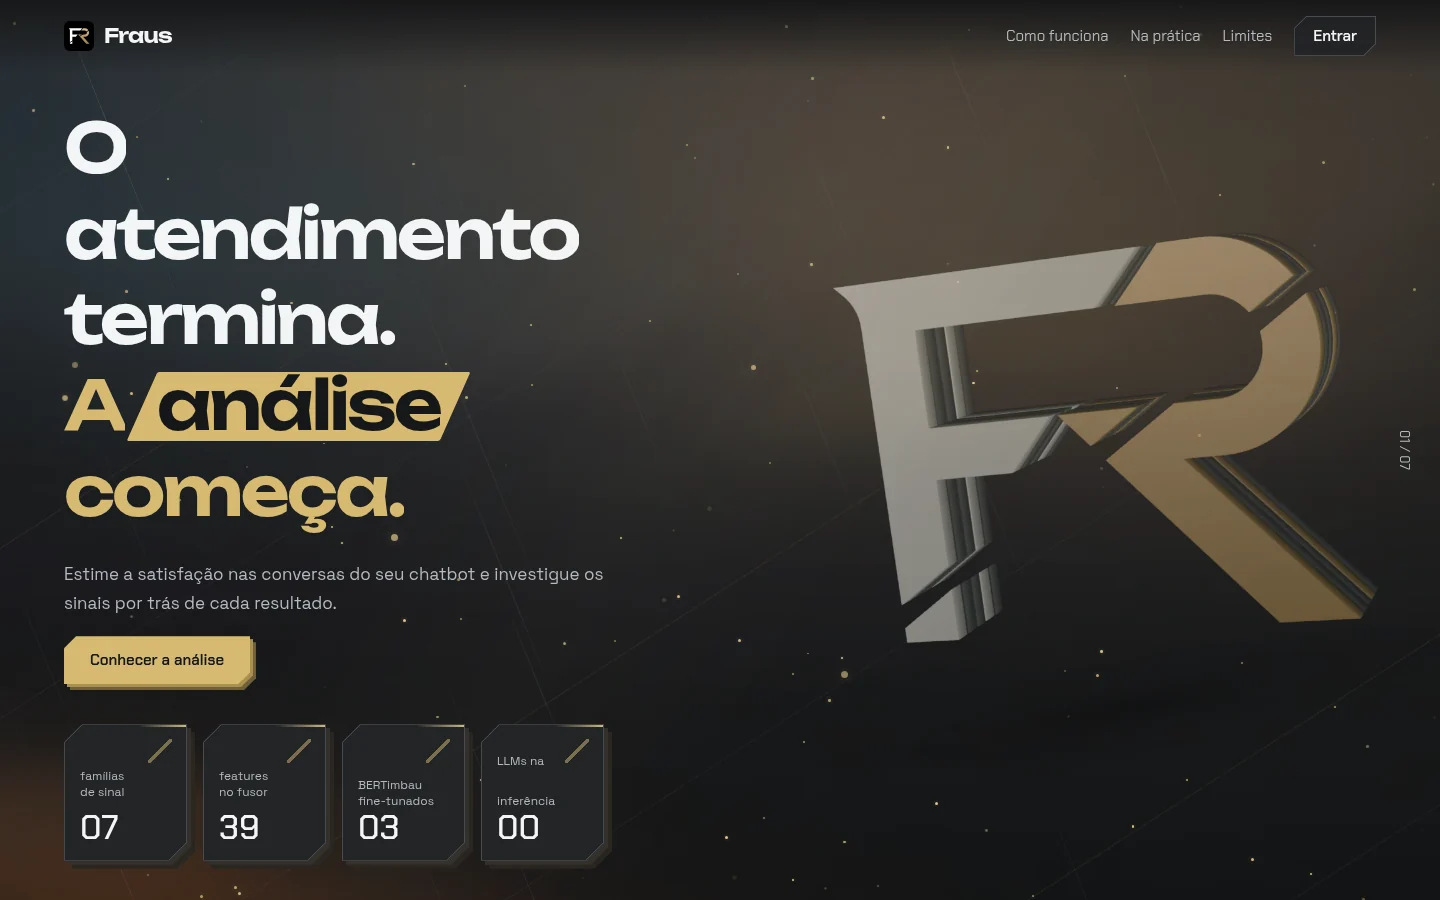 FR Fraus
Como funciona
Na prática
Limites
Entrar
O
atendimento
termina.
A análise
começa.
Estime a satisfação nas conversas do seu chatbot e investigue os
sinais por trás de cada resultado.
Conhecer a análise
famílias
de sinal
07
features
no fusor
39
BERTimbau
fine-tunados
03
LLMs na
inferência
00
FR
01 / 07